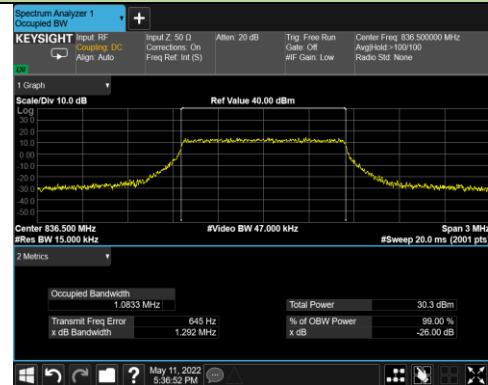 Spectrum Analyzer 1
Occupied BW
KEYSIGHT Input: RF Input Z: 50 Ω Atten: 20 dB Trig: Free Run Center Freq: 836.500000 MHz
Coupling: DC Corrections: On Gate: Off Avg|Hold:>100/100
Align: Auto Freq Ref: Int (S) #IF Gain: Low Radio Std: None
LXI
1 Graph
Scale/Div 10.0 dB Ref Value 40.00 dBm
Log
30.0
20.0
10.0
0.00
-10.0
-20.0
-30.0
-40.0
-50.0
Center 836.500 MHz #Video BW 47.000 kHz Span 3 MHz
#Res BW 15.000 kHz #Sweep 20.0 ms (2001 pts)
2 Metrics
Occupied Bandwidth
1.0833 MHz Total Power 30.3 dBm
Transmit Freq Error 645 Hz % of OBW Power 99.00 %
x dB Bandwidth 1.292 MHz x dB -26.00 dB
? May 11, 2022
5:36:52 PM